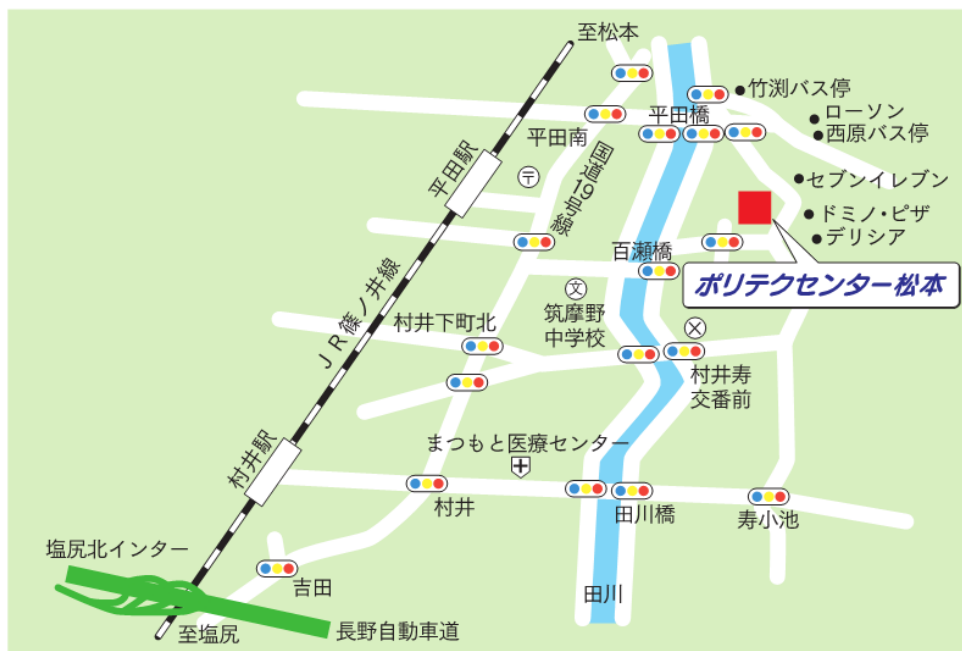 至松本
竹渕バス停
ローソン
西原バス停
平田橋
平田南
平田駅
〒
国道19号線
セブンイレブン
ドミノ・ピザ
デリシア
百瀬橋
ポリテクセンター松本
JR篠ノ井線
文
筑摩野
中学校
村井下町北
村井寿
交番前
まつもと医療センター
村井駅
村井
田川橋
寿小池
塩尻北インター
吉田
田川
至塩尻
長野自動車道